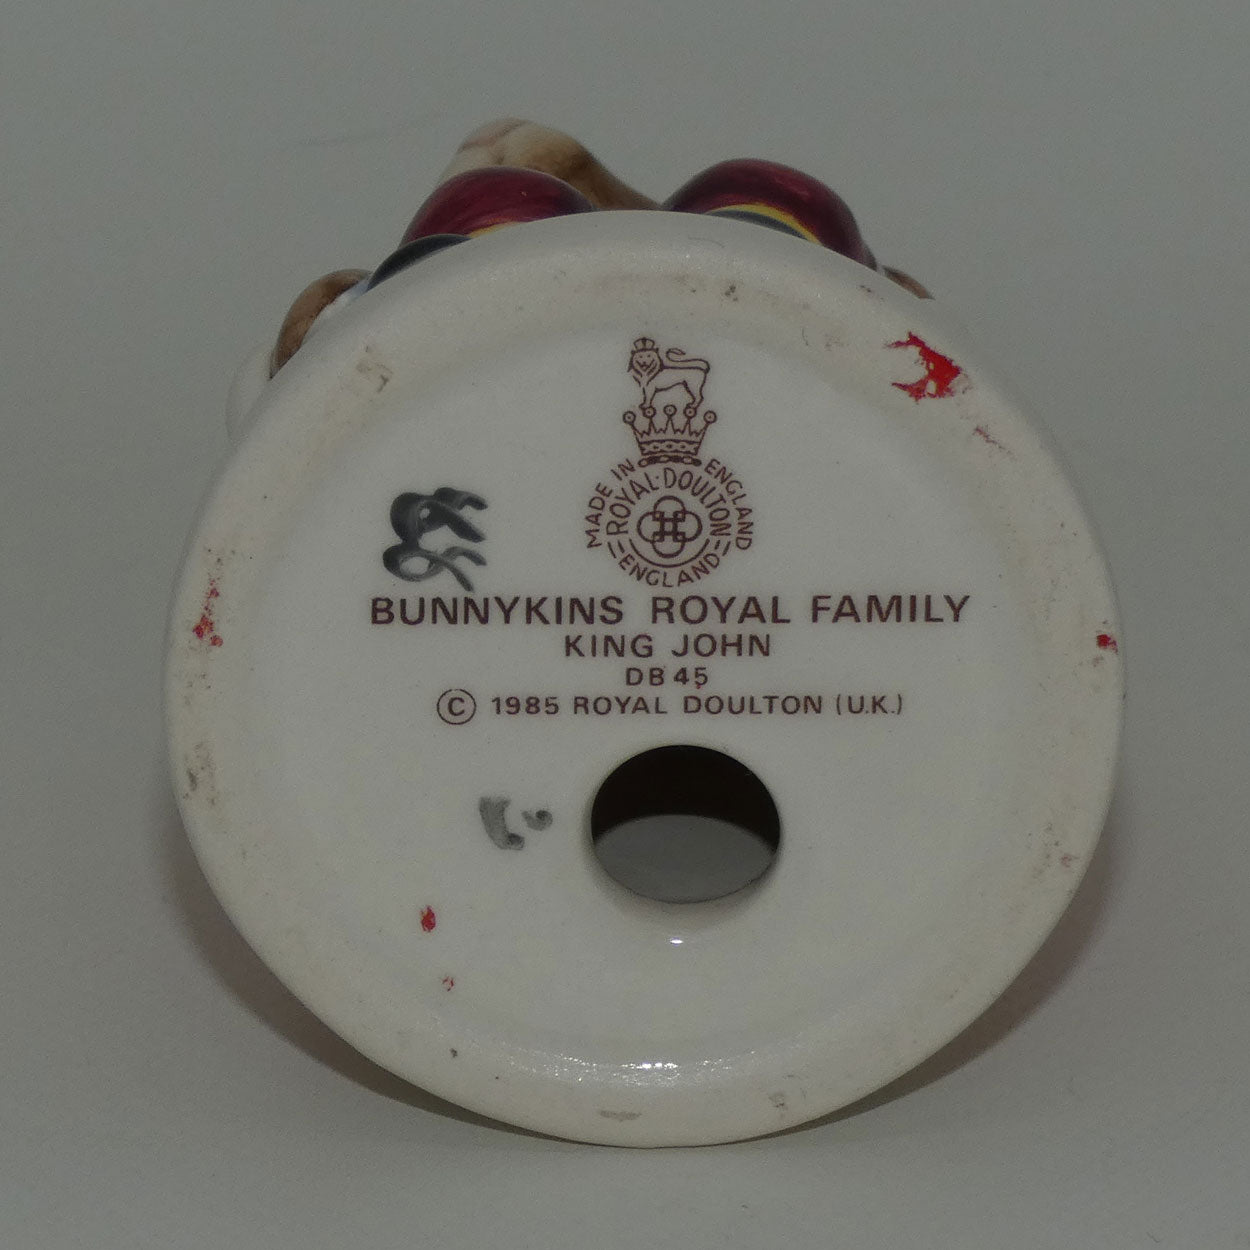 MADE IN ENGLAND
ROYAL·DOULTON
ENGLAND
BUNNYKINS ROYAL FAMILY
KING JOHN
DB 45
© 1985 ROYAL DOULTON (U.K.)